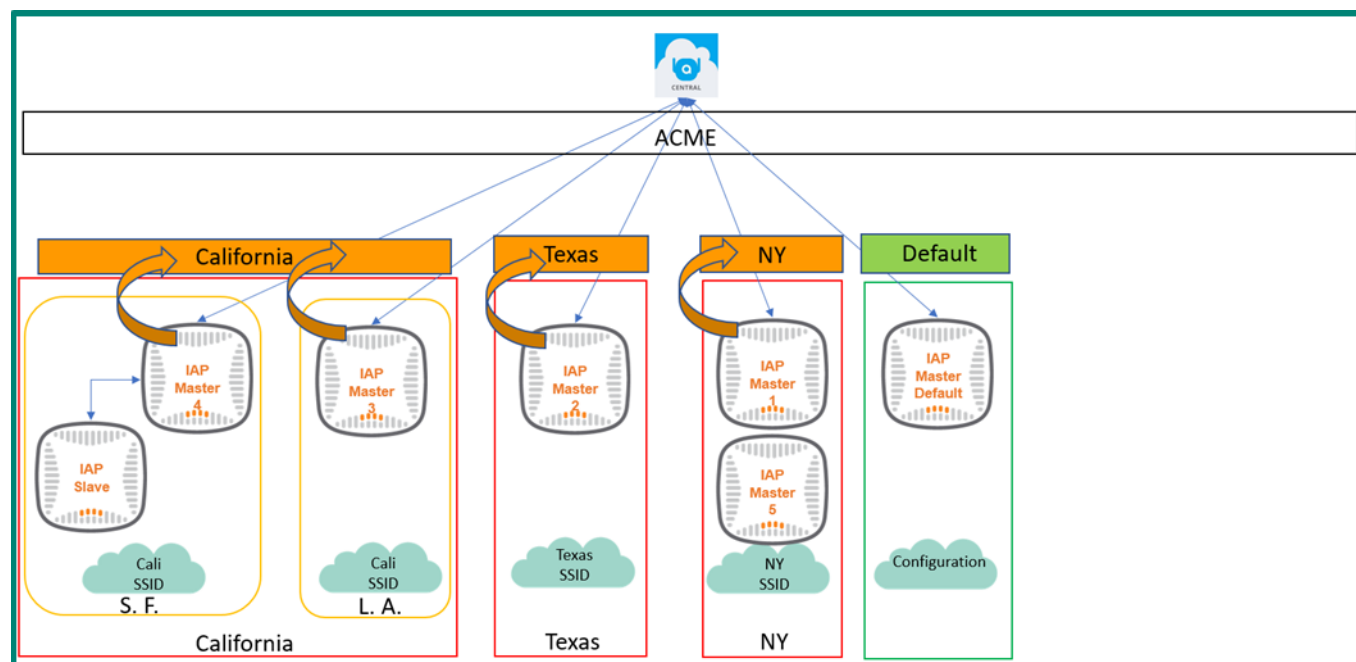 CENTRAL
ACME
California
Texas
NY
Default
IAP
Master
4
IAP
Master
3
IAP
Master
2
IAP
Master
1
IAP
Master
Default
IAP
Slave
IAP
Master
5
Cali
SSID
Cali
SSID
Texas
SSID
NY
SSID
Configuration
S. F.
L. A.
California
Texas
NY